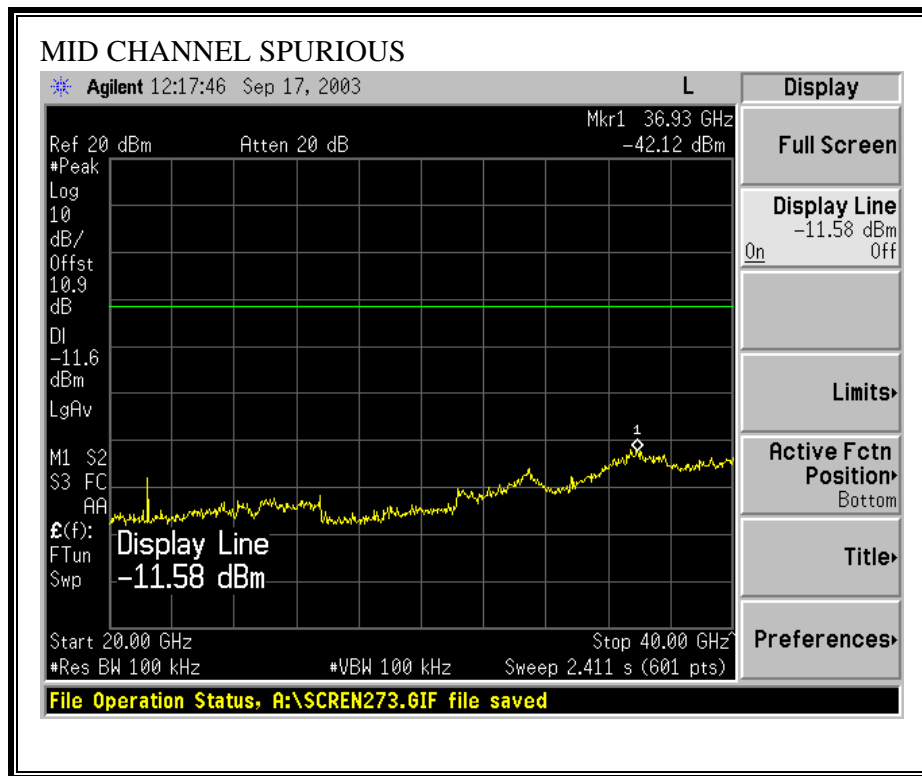 MID CHANNEL SPURIOUS
Agilent 12:17:46 Sep 17, 2003 L
Display
Mkr1 36.93 GHz
Ref 20 dBm Atten 20 dB -42.12 dBm
Full Screen
#Peak
Log
10
dB/
Offst
10.9
dB
DI
-11.6
dBm
LgAv
M1 S2
S3 FC
AA
£(f):
FTun
Swp
1
Display Line
-11.58 dBm
Start 20.00 GHz Stop 40.00 GHz^
#Res BW 100 kHz #VBW 100 kHz Sweep 2.411 s (601 pts)
Display Line
-11.58 dBm
On Off
Limits
Active Fctn
Position
Bottom
Title
Preferences
File Operation Status, A:\SCREN273.GIF file saved